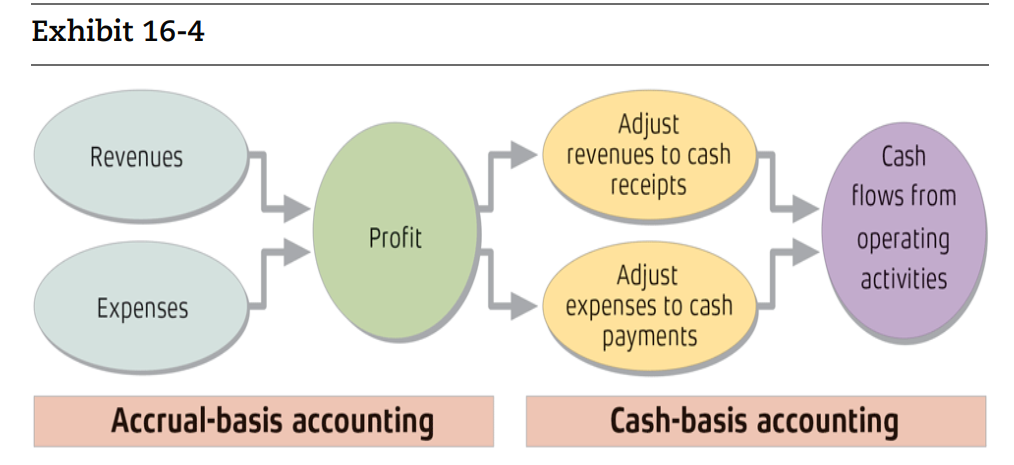 Exhibit 16-4
Revenues
Expenses
Profit
Adjust
revenues to cash
receipts
Adjust
expenses to cash
payments
Cash
flows from
operating
activities
Accrual-basis accounting
Cash-basis accounting